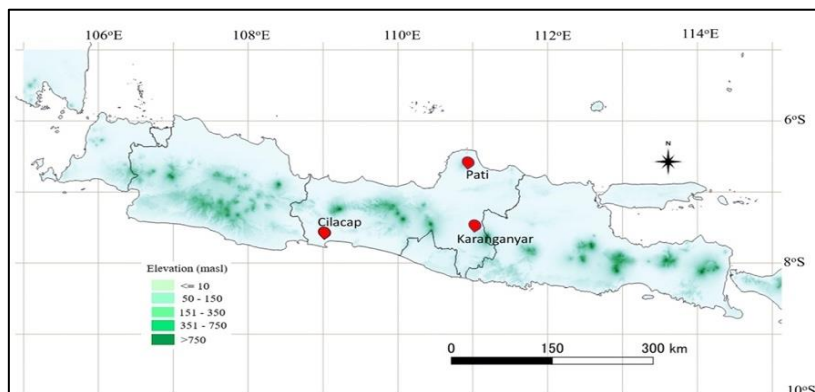 106°E 108°E 110°E 112°E 114°E
6°S
N
Pati
Cilacap
Karanganyar
8°S
Elevation (masl)
<= 10
50 - 150
151 - 350
351 - 750
>750
0 150 300 km
10°S